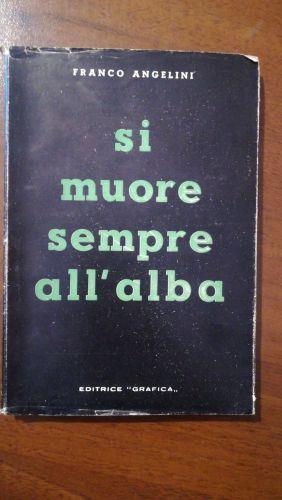 FRANCO ANGELINI
si
muore
sempre
all'alba
EDITRICE "GRAFICA„